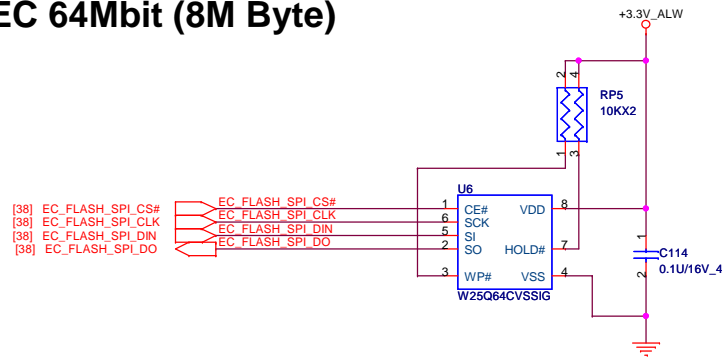 EC 64Mbit (8M Byte)
+3.3V_ALW
2 4
RP5
10KX2
1 3
U6
[38] EC_FLASH_SPI_CS# EC_FLASH_SPI_CS# 1 CE# VDD 8
[38] EC_FLASH_SPI_CLK EC_FLASH_SPI_CLK 6 SCK
[38] EC_FLASH_SPI_DIN EC_FLASH_SPI_DIN 5 SI
[38] EC_FLASH_SPI_DO EC_FLASH_SPI_DO 2 SO HOLD# 7
3 WP# VSS 4
W25Q64CVSSIG
1
C114
0.1U/16V_4
2